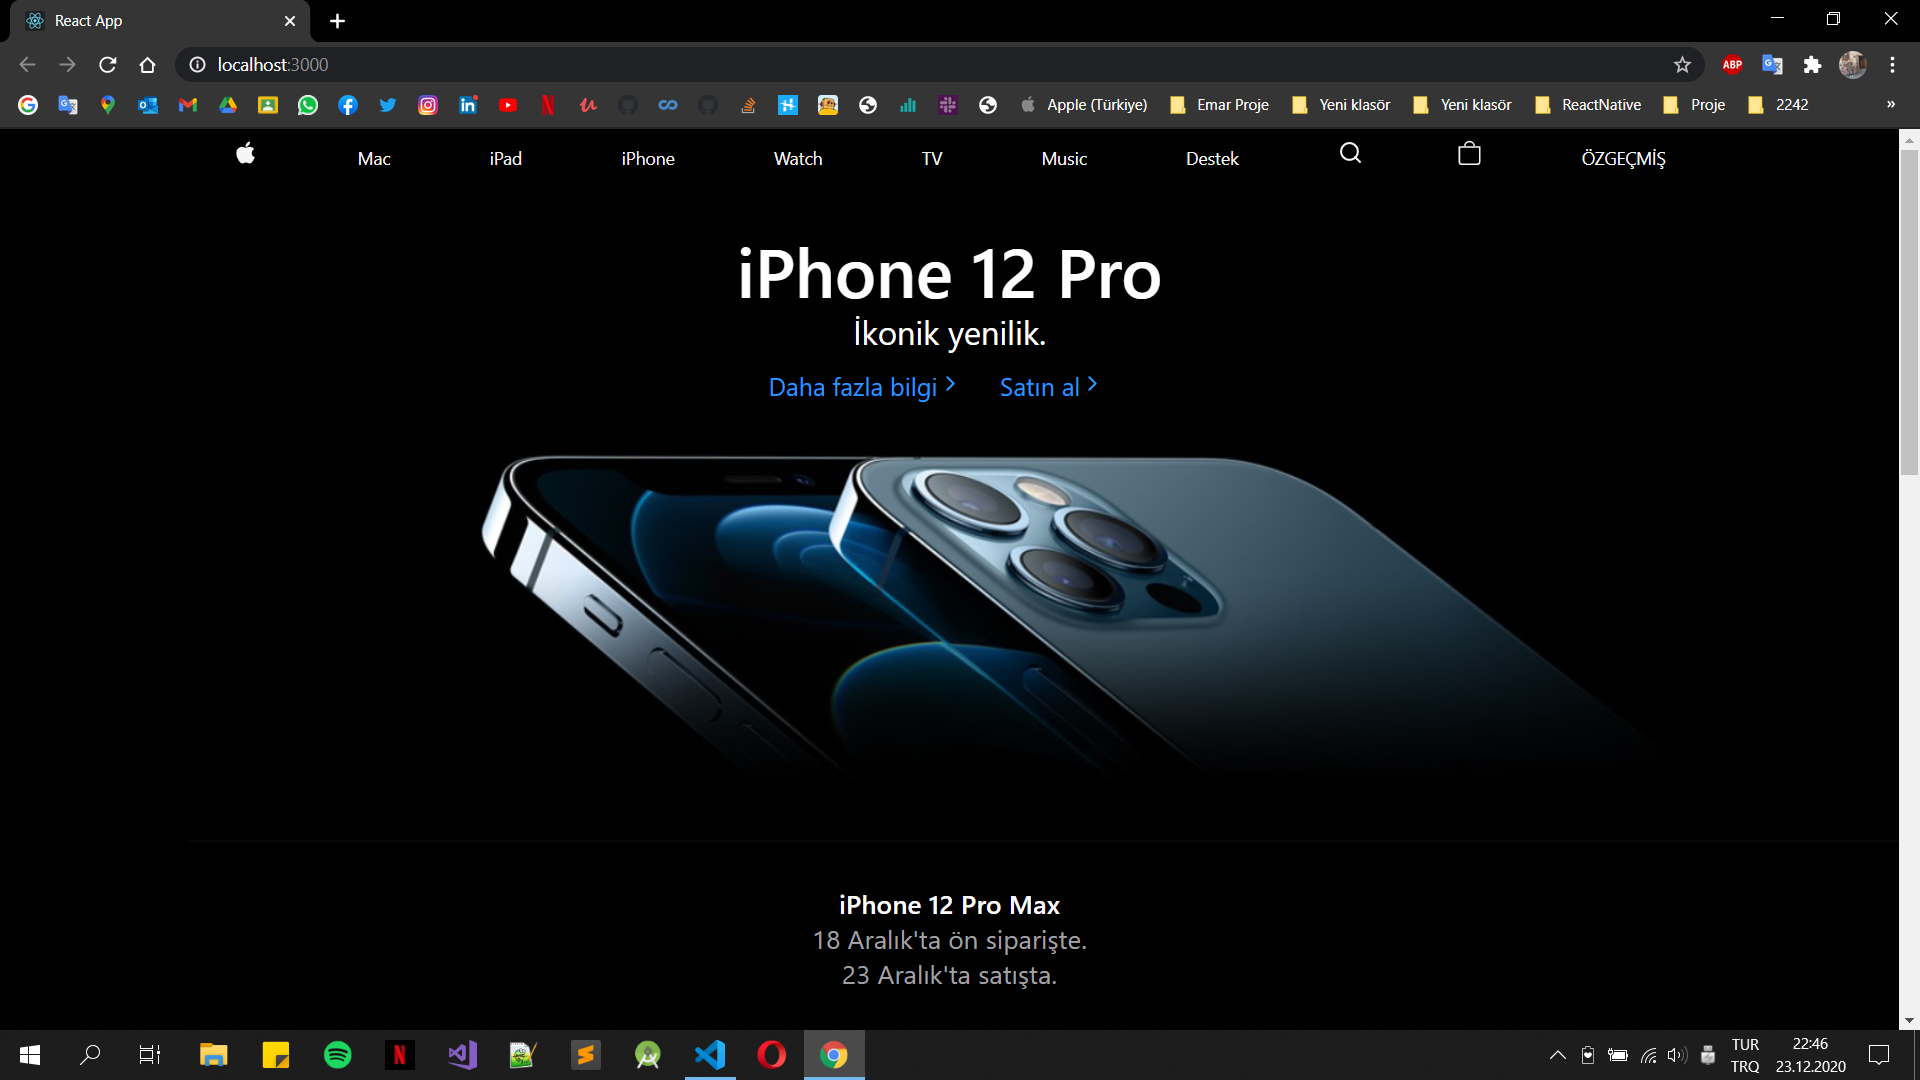 React App
localhost:3000
ABP
Apple (Türkiye) Emar Proje Yeni klasör Yeni klasör ReactNative Proje 2242 »
Mac iPad iPhone Watch TV Music Destek ÖZGEÇMİŞ
iPhone 12 Pro
İkonik yenilik.
Daha fazla bilgi Satın al
iPhone 12 Pro Max
18 Aralık'ta ön siparişte.
23 Aralık'ta satışta.
TUR 22:46
TRQ 23.12.2020